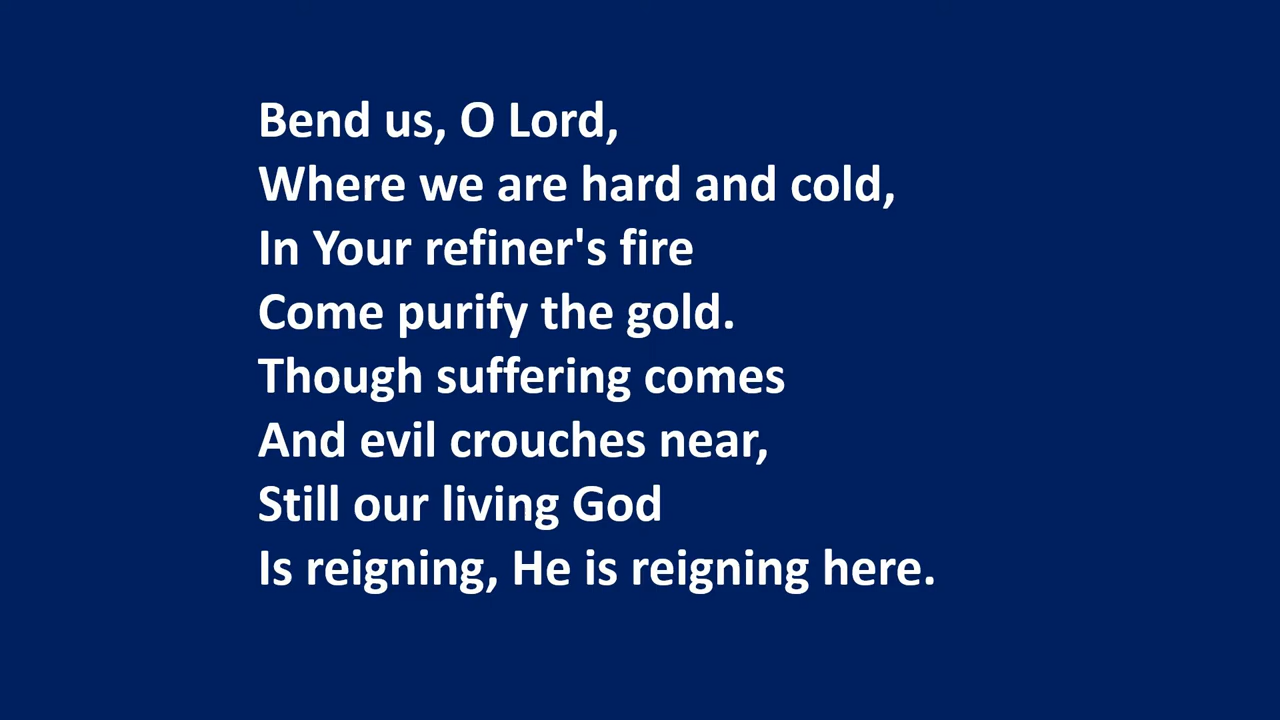 Bend us, O Lord,
Where we are hard and cold,
In Your refiner's fire
Come purify the gold.
Though suffering comes
And evil crouches near,
Still our living God
Is reigning, He is reigning here.